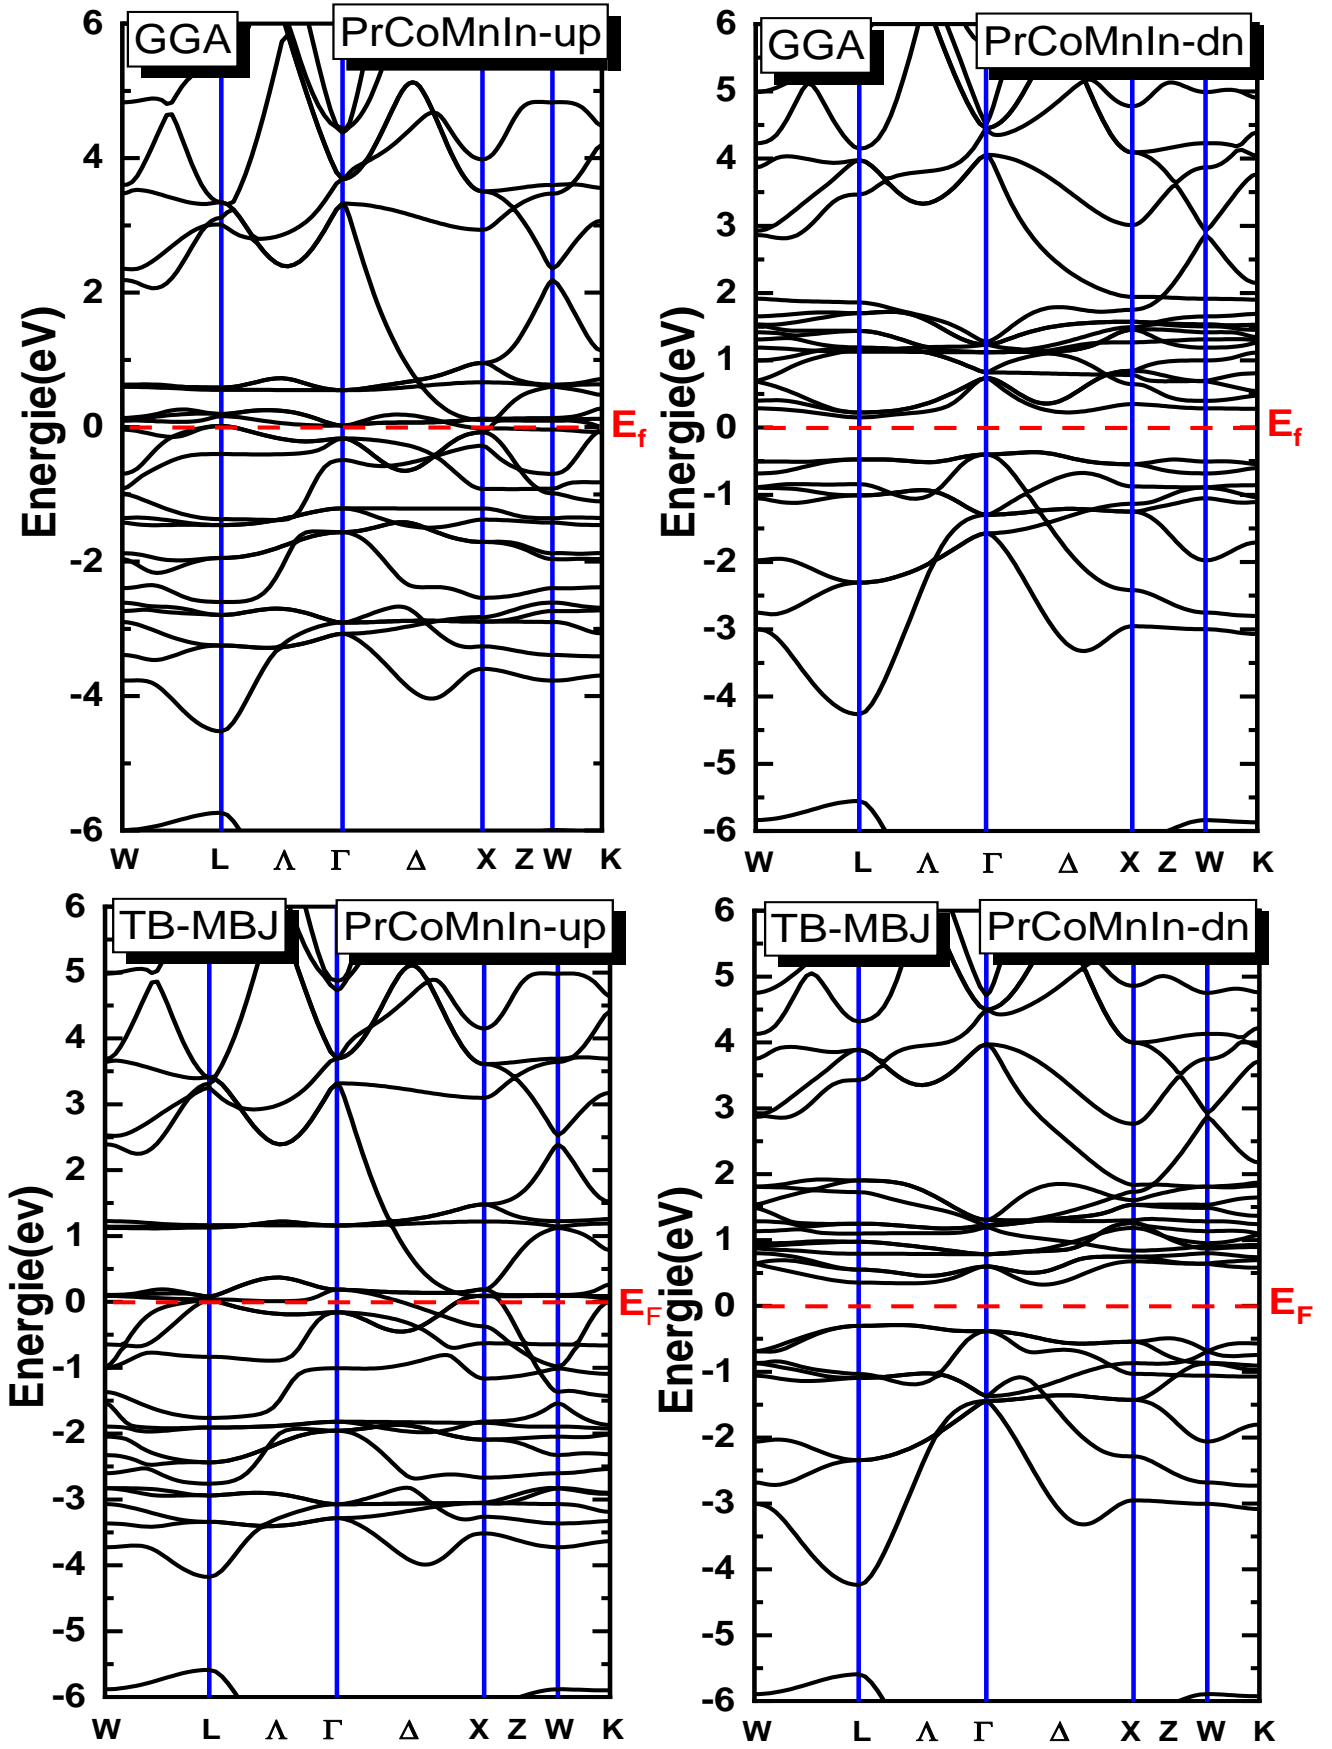 GGA
PrCoMnIn-up
6
4
2
0
-2
-4
-6
Energie(eV)
E_f
W L Λ Γ Δ X Z W K
GGA
PrCoMnIn-dn
6
5
4
3
2
1
0
-1
-2
-3
-4
-5
-6
Energie(eV)
E_f
W L Λ Γ Δ X Z W K
TB-MBJ
PrCoMnIn-up
6
5
4
3
2
1
0
-1
-2
-3
-4
-5
-6
Energie(ev)
E_F
W L Λ Γ Δ X Z W K
TB-MBJ
PrCoMnIn-dn
6
5
4
3
2
1
0
-1
-2
-3
-4
-5
-6
Energie(eV)
E_F
W L Λ Γ Δ X Z W K